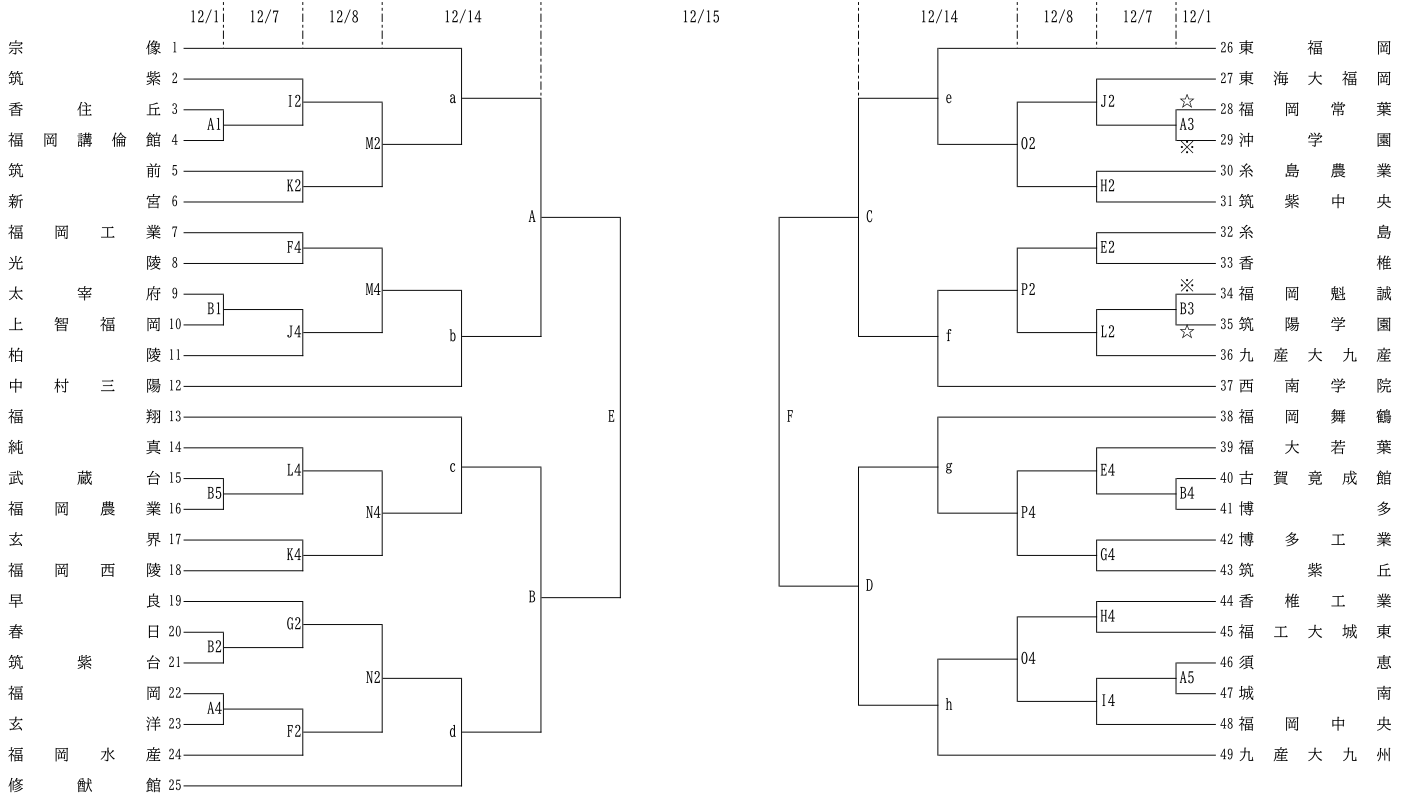 12/1 12/7 12/8 12/14 12/15 12/14 12/8 12/7 12/1
宗像 1
筑紫 2
香住丘 3
福岡講倫館 4
筑前 5
新宮 6
福岡工業 7
光陵 8
太宰府 9
上智福岡 10
柏陵 11
中村三陽 12
福翔 13
純真 14
武蔵台 15
福岡農業 16
玄界 17
福岡西陵 18
早良 19
春日 20
筑紫台 21
福岡 22
玄洋 23
福岡水産 24
修猷館 25
A1
B1
B5
B2
A4
I2
K2
F4
J4
L4
K4
G2
F2
M2
M4
N4
N2
a
b
c
d
A
B
E
F
C
D
e
f
g
h
O2
P2
P4
O4
J2
H2
E2
L2
E4
G4
H4
I4
☆
A3
※
※
B3
☆
B4
A5
26 東福岡
27 東海大福岡
28 福岡常葉
29 沖学園
30 糸島農業
31 筑紫中央
32 糸島
33 香椎
34 福岡魁誠
35 筑陽学園
36 九産大九産
37 西南学院
38 福岡舞鶴
39 福大若葉
40 古賀竟成館
41 博多
42 博多工業
43 筑紫丘
44 香椎工業
45 福工大城東
46 須恵
47 城南
48 福岡中央
49 九産大九州